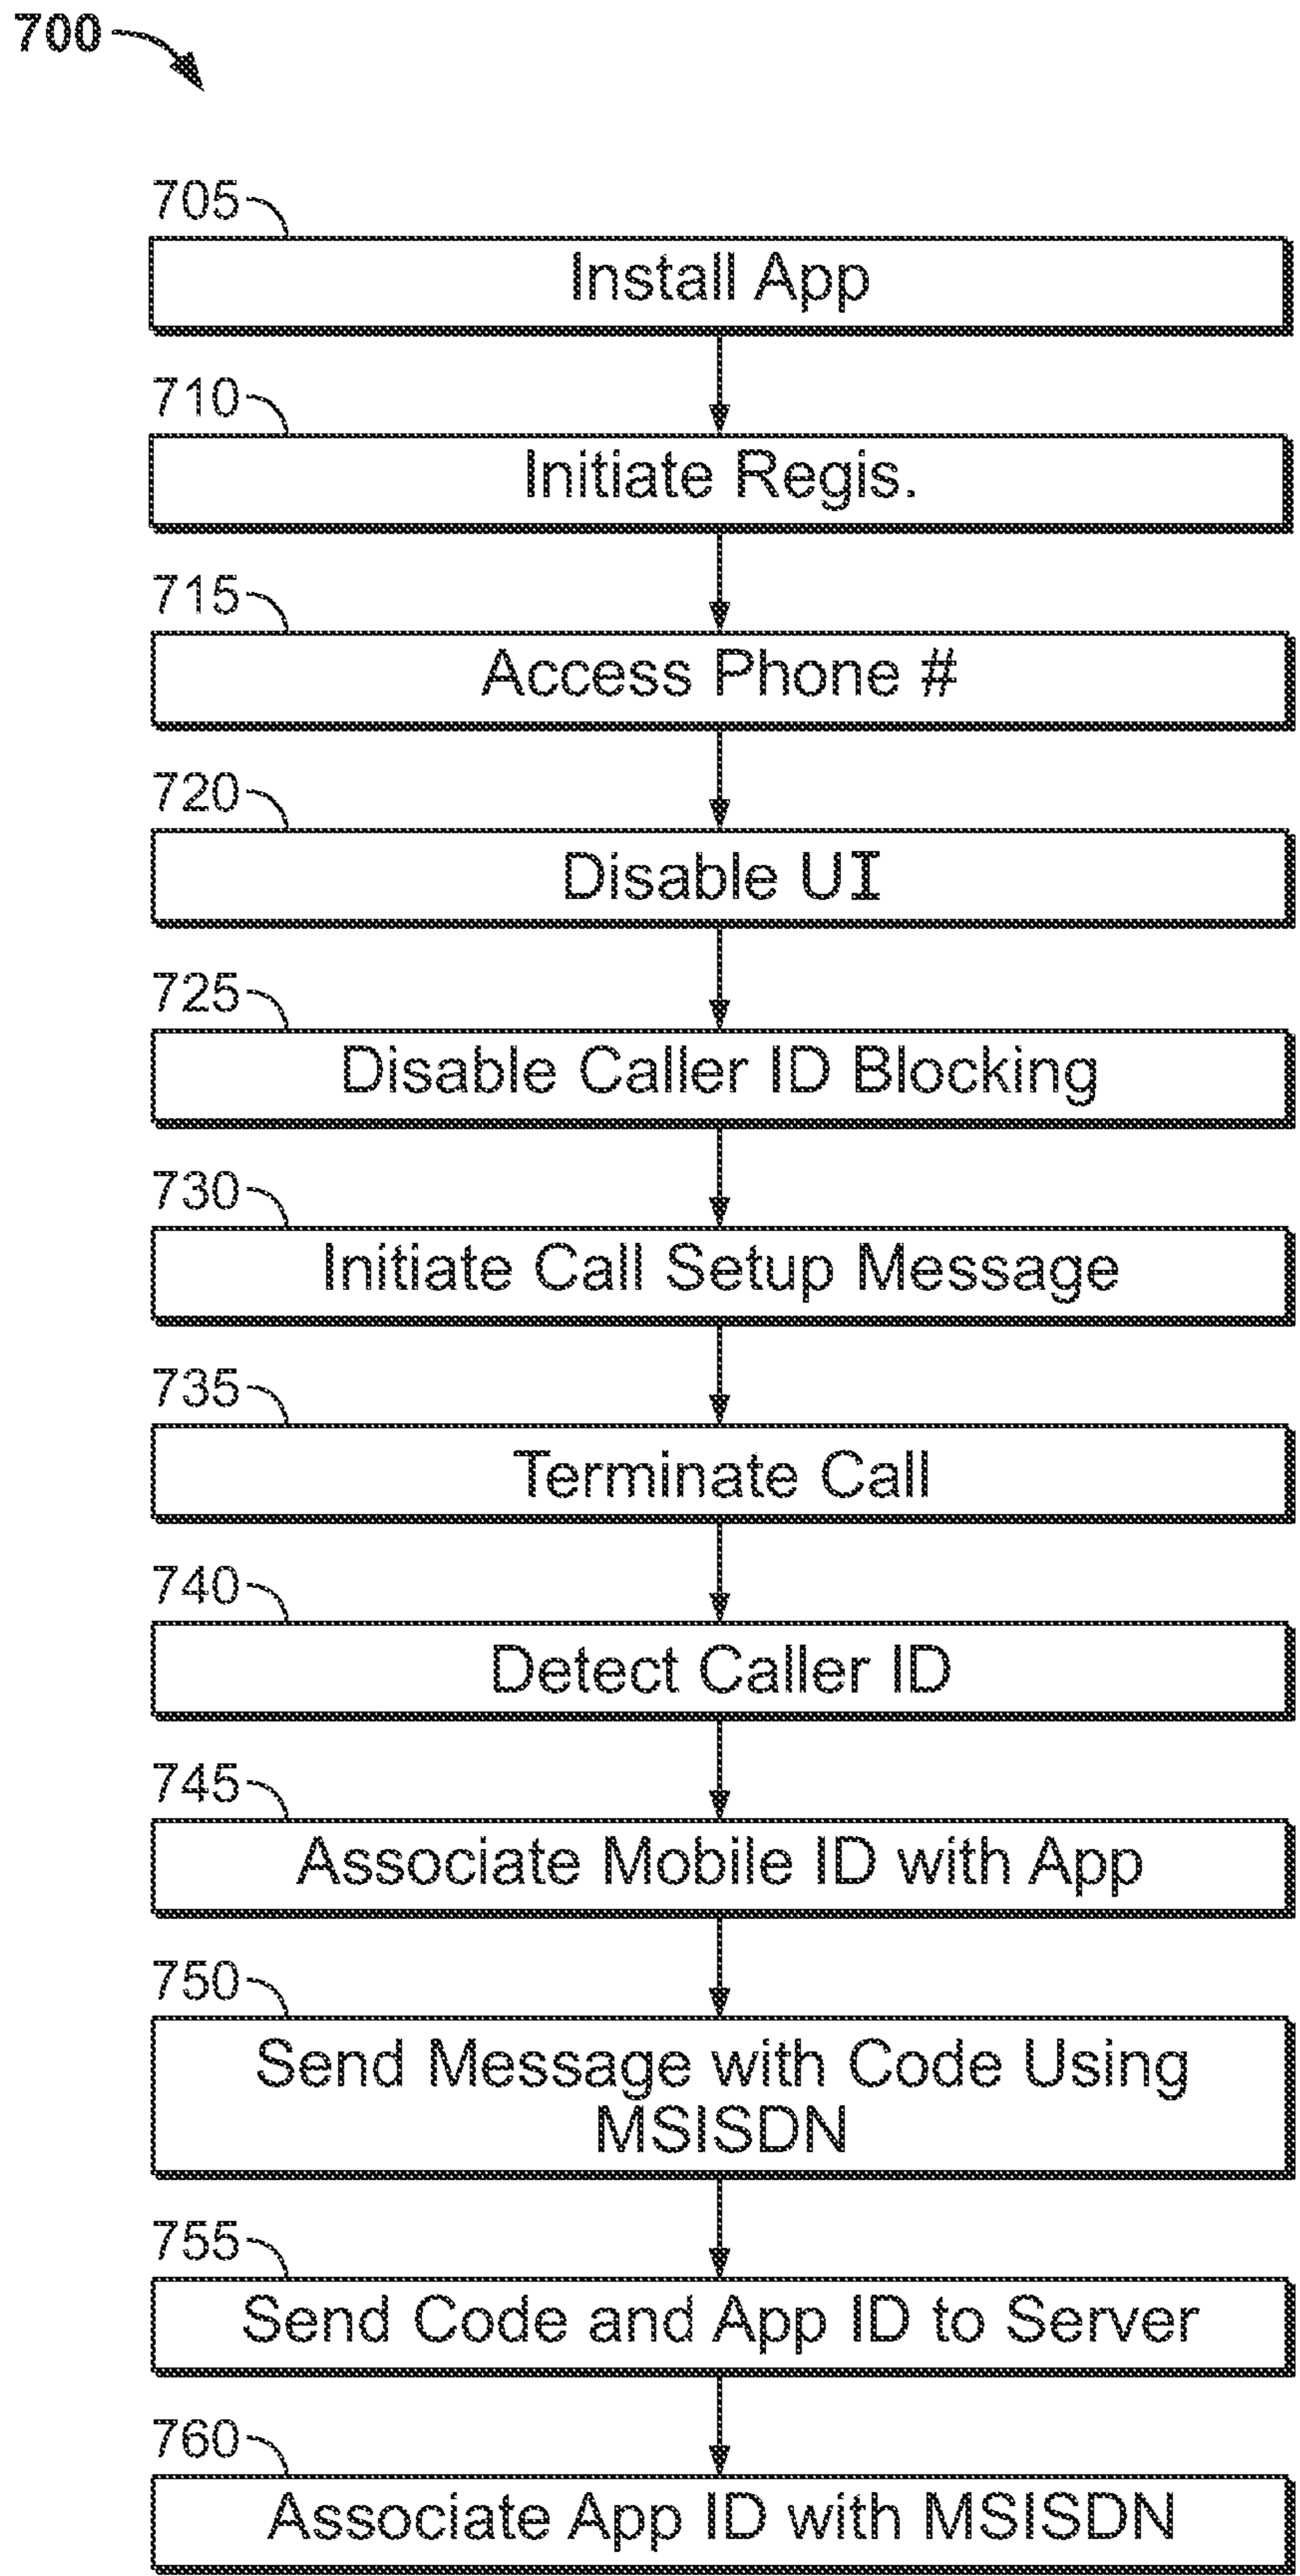 700
705
Install App
710
Initiate Regis.
715
Access Phone #
720
Disable UI
725
Disable Caller ID Blocking
730
Initiate Call Setup Message
735
Terminate Call
740
Detect Caller ID
745
Associate Mobile ID with App
750
Send Message with Code Using
MSISDN
755
Send Code and App ID to Server
760
Associate App ID with MSISDN